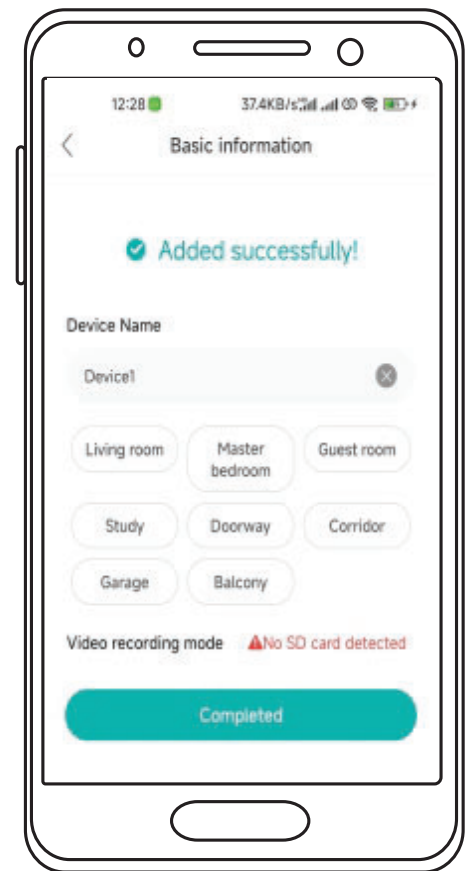 12:28 37.4KB/s
Basic information
Added successfully!
Device Name
Device1
Living room Master bedroom Guest room
Study Doorway Corridor
Garage Balcony
Video recording mode No SD card detected
Completed